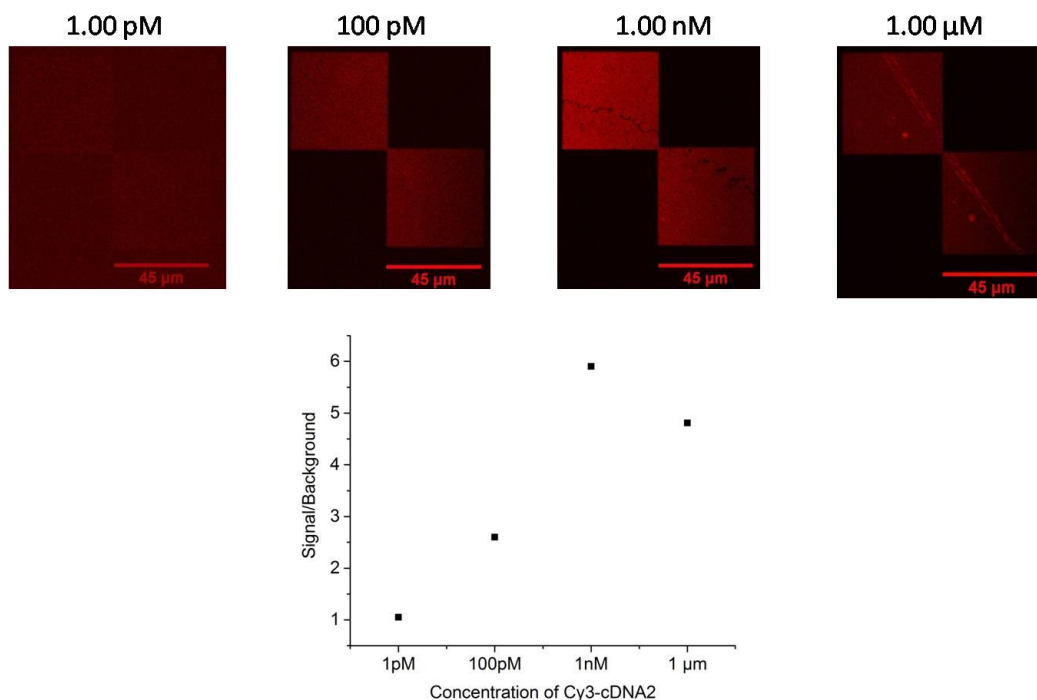 1.00 pM
100 pM
1.00 nM
1.00 μM
45 μm
45 μm
45 μm
45 μm
Signal/Background
6
5
4
3
2
1
1pM
100pM
1nM
1 μm
Concentration of Cy3-cDNA2